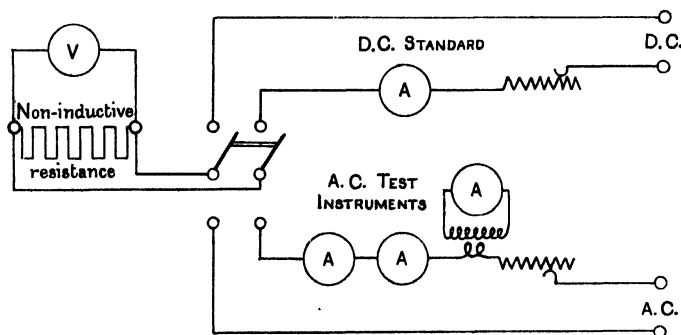 V
Non-inductive
resistance
D.C. STANDARD
A
D.C.
A.C. TEST
INSTRUMENTS
A
A
A
A.C.